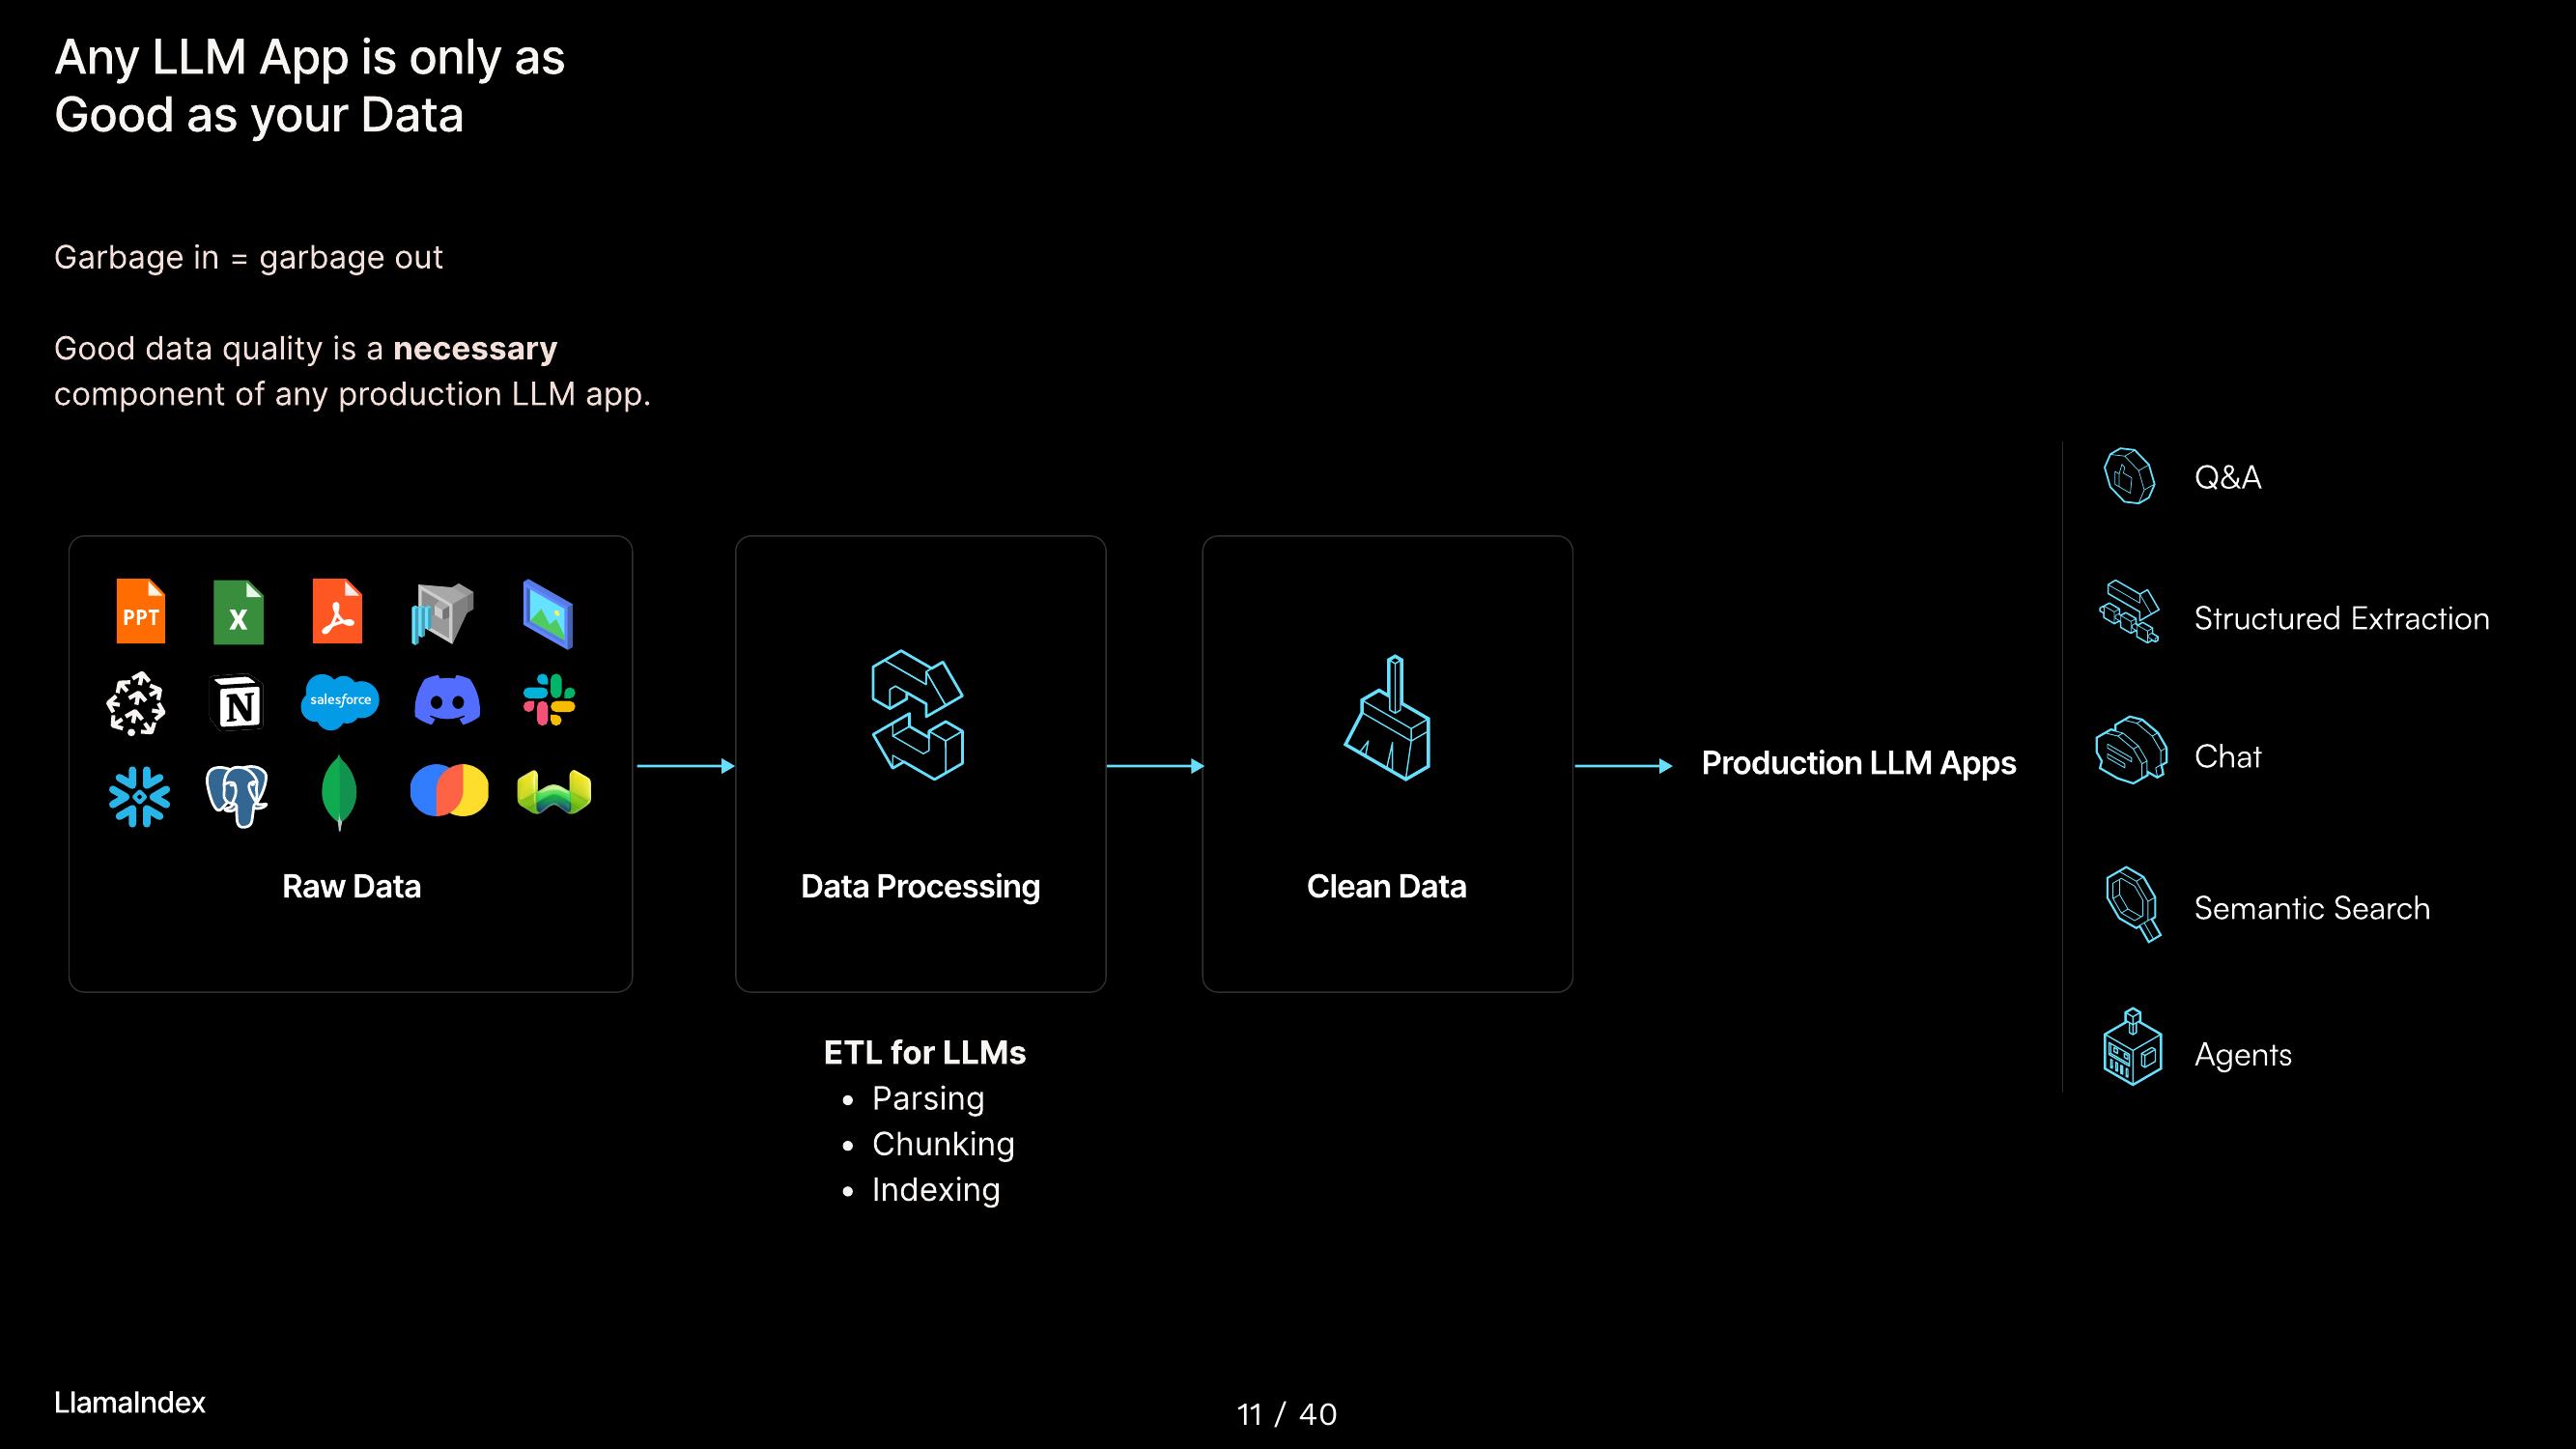 Any LLM App is only as
Good as your Data
Garbage in = garbage out
Good data quality is a necessary
component of any production LLM app.
PPT
X
N
salesforce
Raw Data
Data Processing
Clean Data
Production LLM Apps
Q&A
Structured Extraction
Chat
Semantic Search
Agents
ETL for LLMs
• Parsing
• Chunking
• Indexing
LlamaIndex
11 / 40